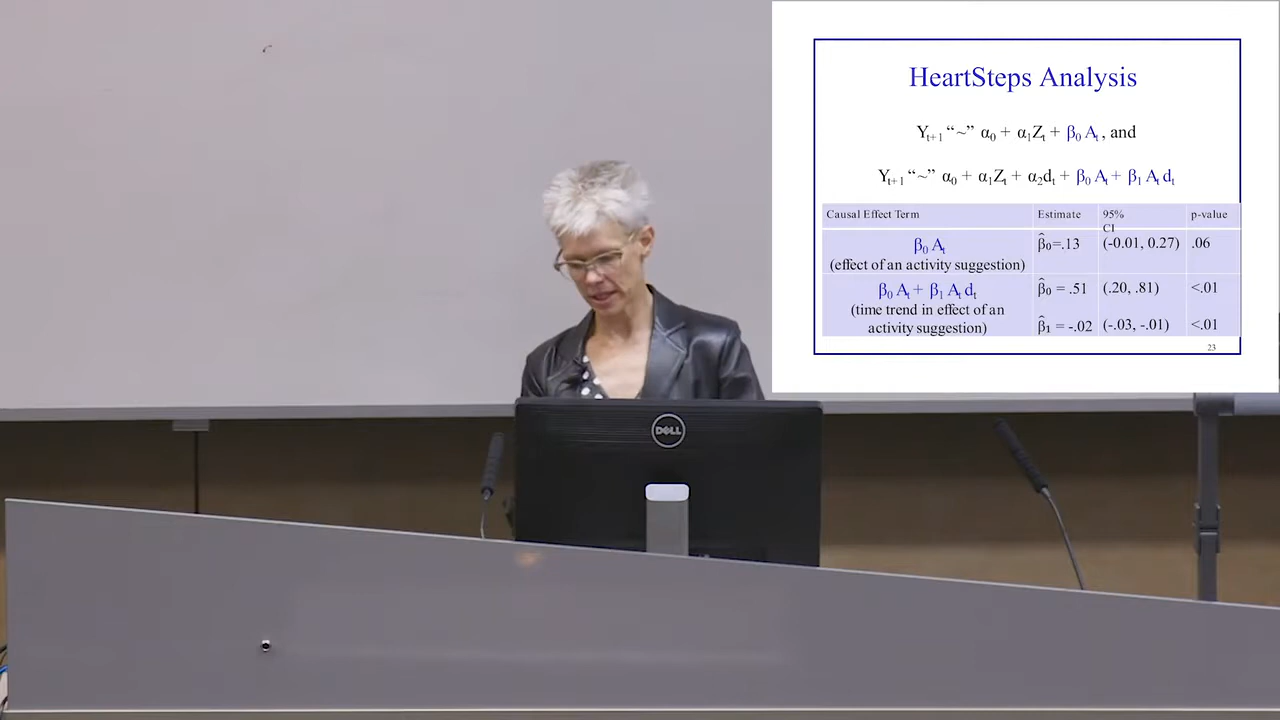 HeartSteps Analysis
Yt+1 “~” α0 + α1Zt + β0 At, and
Yt+1 “~” α0 + α1Zt + α2dt + β0 At + β1 At dt
Causal Effect Term Estimate 95% CI p-value
β0 At
(effect of an activity suggestion) β̂0=.13 (-0.01, 0.27) .06
β0 At + β1 At dt β̂0 = .51 (.20, .81) <.01
(time trend in effect of an
activity suggestion) β̂1 = -.02 (-.03, -.01) <.01
23
DELL